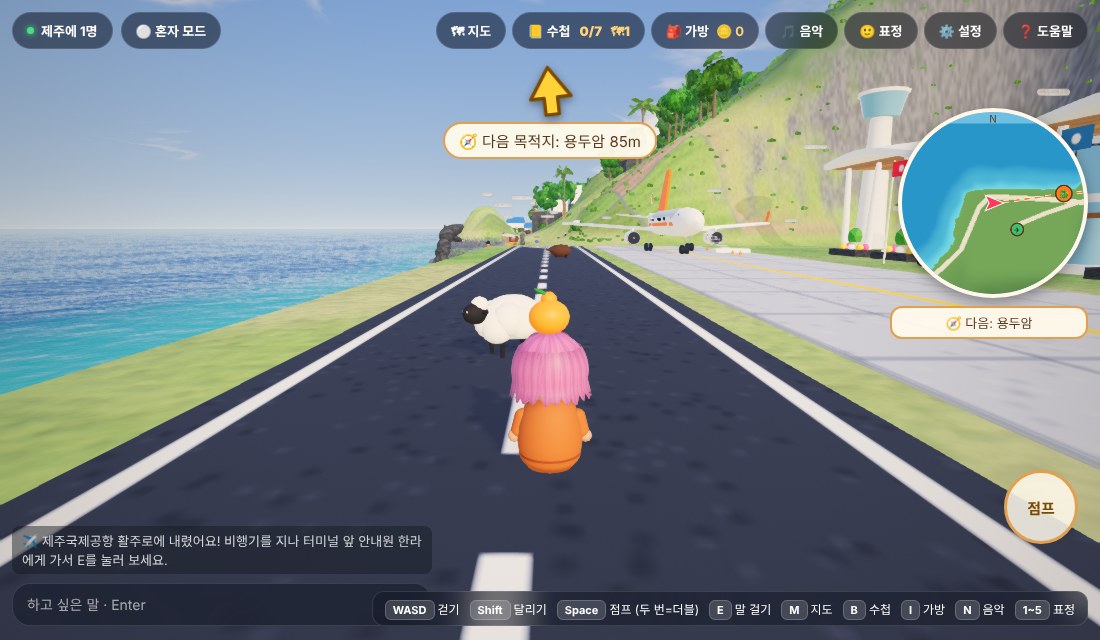 제주에 1명
혼자 모드
지도
수첩 0/7 1
가방 0
음악
표정
설정
도움말
다음 목적지: 용두암 85m
N
다음: 용두암
점프
제주국제공항 활주로에 내렸어요! 비행기를 지나 터미널 앞 안내원 한라
에게 가서 E를 눌러 보세요.
하고 싶은 말 · Enter
WASD 걷기 Shift 달리기 Space 점프 (두 번=더블) E 말 걸기 M 지도 B 수첩 I 가방 N 음악 1~5 표정